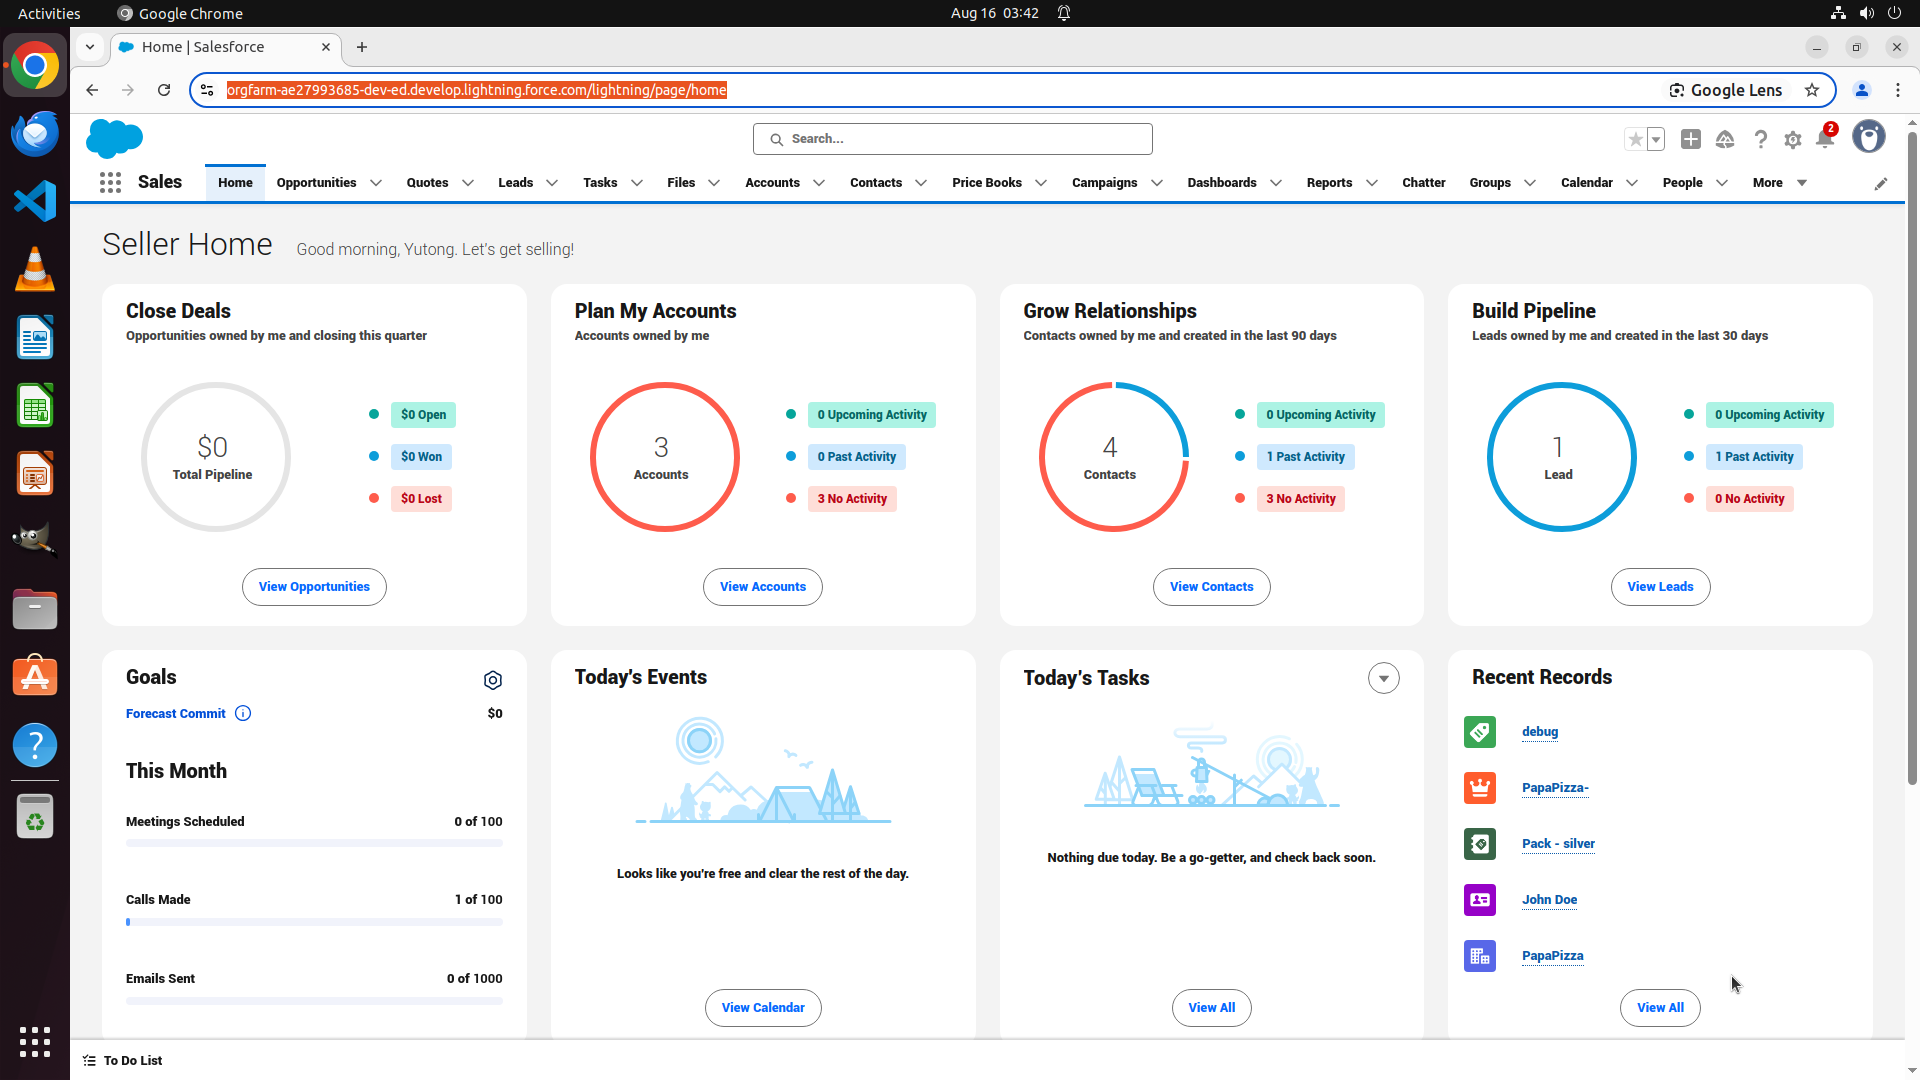 Activities
Google Chrome
Aug 16 03:42
Home | Salesforce
orgfarm-ae27993685-dev-ed.develop.lightning.force.com/lightning/page/home
Google Lens
Search...
2
Sales
Home
Opportunities
Quotes
Leads
Tasks
Files
Accounts
Contacts
Price Books
Campaigns
Dashboards
Reports
Chatter
Groups
Calendar
People
More
Seller Home
Good morning, Yutong. Let's get selling!
Close Deals
Opportunities owned by me and closing this quarter
$0
Total Pipeline
$0 Open
$0 Won
$0 Lost
View Opportunities
Plan My Accounts
Accounts owned by me
3
Accounts
0 Upcoming Activity
0 Past Activity
3 No Activity
View Accounts
Grow Relationships
Contacts owned by me and created in the last 90 days
4
Contacts
0 Upcoming Activity
1 Past Activity
3 No Activity
View Contacts
Build Pipeline
Leads owned by me and created in the last 30 days
1
Lead
0 Upcoming Activity
1 Past Activity
0 No Activity
View Leads
Goals
Forecast Commit
$0
This Month
Meetings Scheduled
0 of 100
Calls Made
1 of 100
Emails Sent
0 of 1000
Today's Events
Looks like you're free and clear the rest of the day.
View Calendar
Today's Tasks
Nothing due today. Be a go-getter, and check back soon.
View All
Recent Records
debug
PapaPizza-
Pack - silver
John Doe
PapaPizza
View All
To Do List